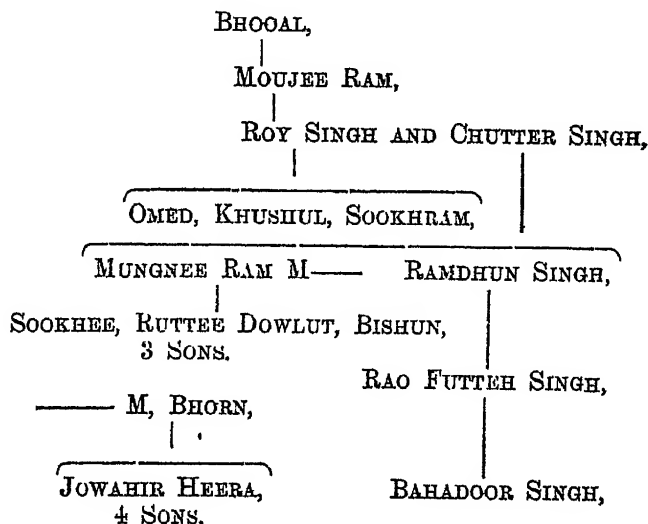 BHOOAL,
MOUJEE RAM,
ROY SINGH AND CHUTTER SINGH,
OMED, KHUSHUL, SOOKHRAM,
MUNGNEE RAM M—— RAMDHUN SINGH,
SOOKHEE, RUTTEE DOWLUT, BISHUN,
3 SONS.
RAO FUTTEH SINGH,
—— M, BHORN,
JOWAHIR HEERA,
4 SONS.
BAHADOOR SINGH,